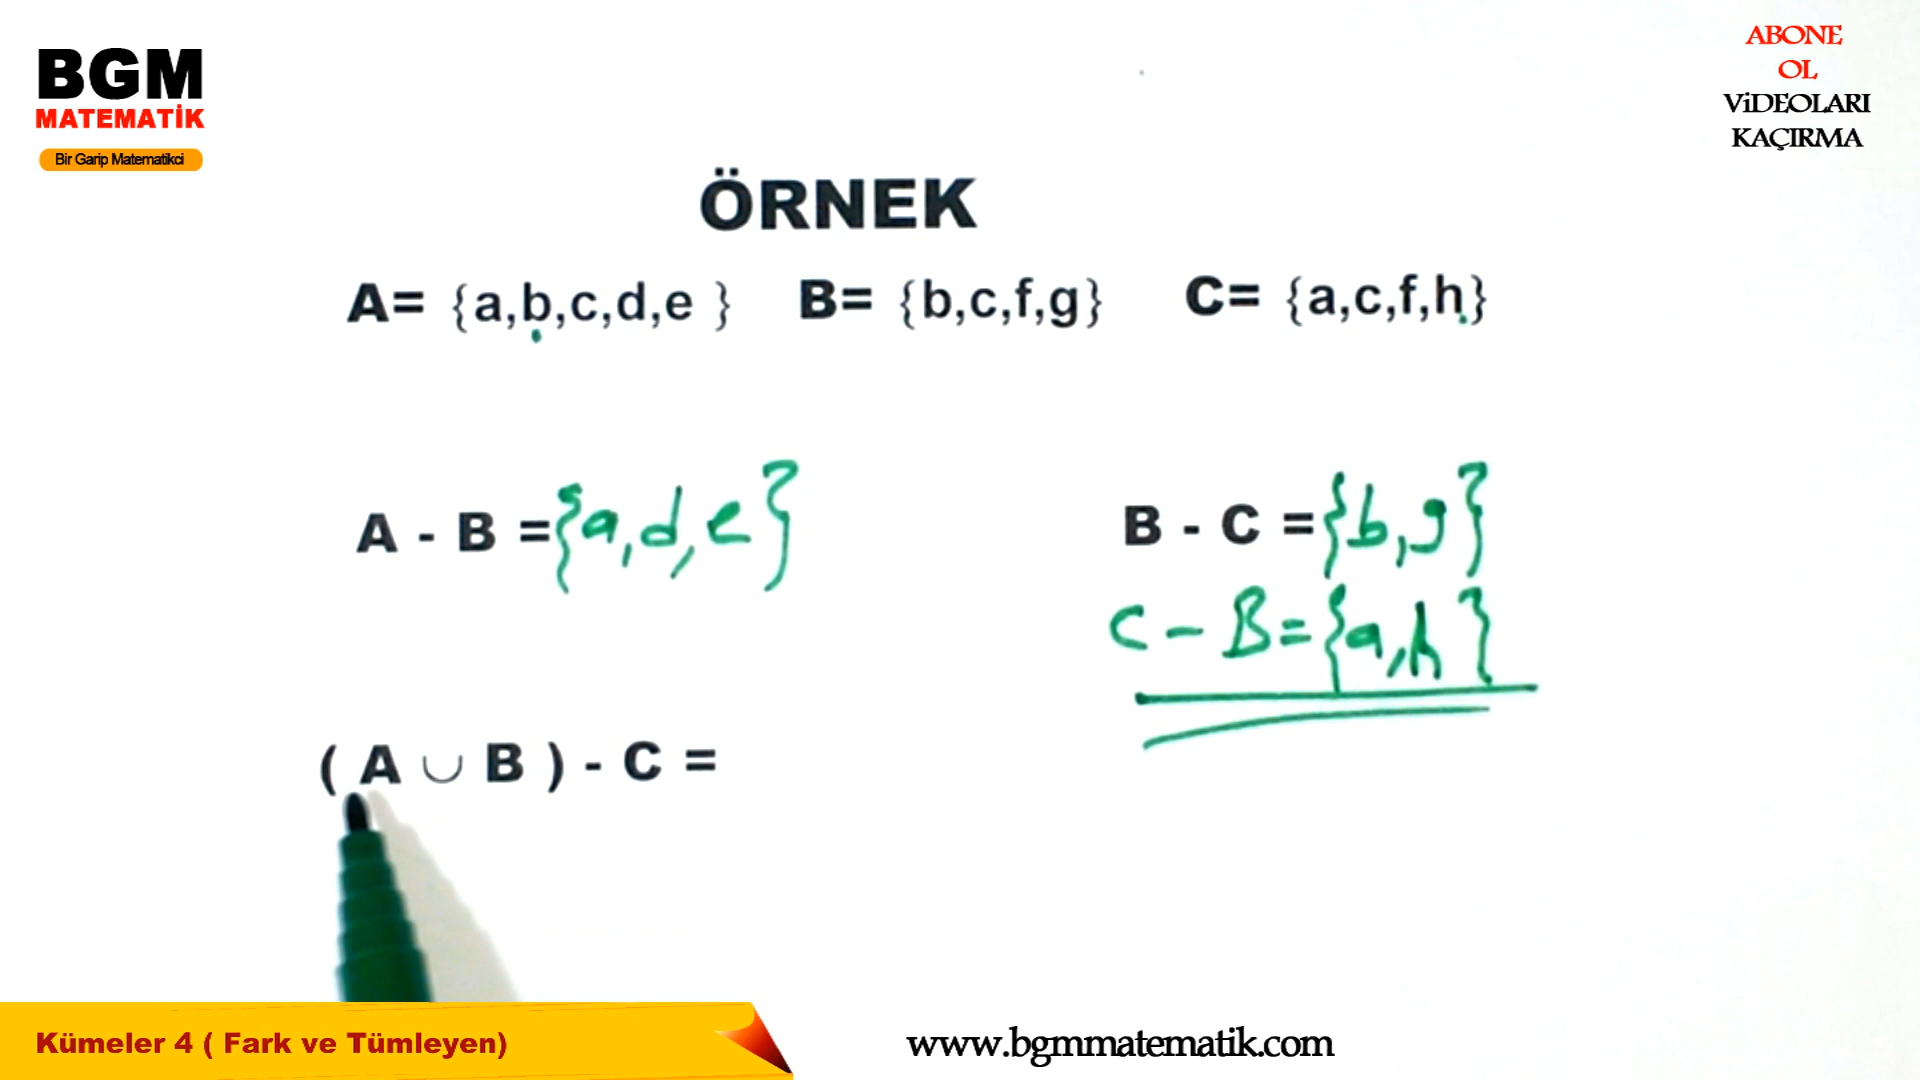 BGM
MATEMATİK
Bir Garip Matematikci
ABONE
OL
ViDEOLARI
KAÇIRMA
ÖRNEK
A= {a,b,c,d,e } B= {b,c,f,g} C= {a,c,f,h}
A - B ={a,d,e}
B - C ={b,g}
C - B={a,h}
( A ∪ B ) - C =
Kümeler 4 ( Fark ve Tümleyen)
www.bgmmatematik.com